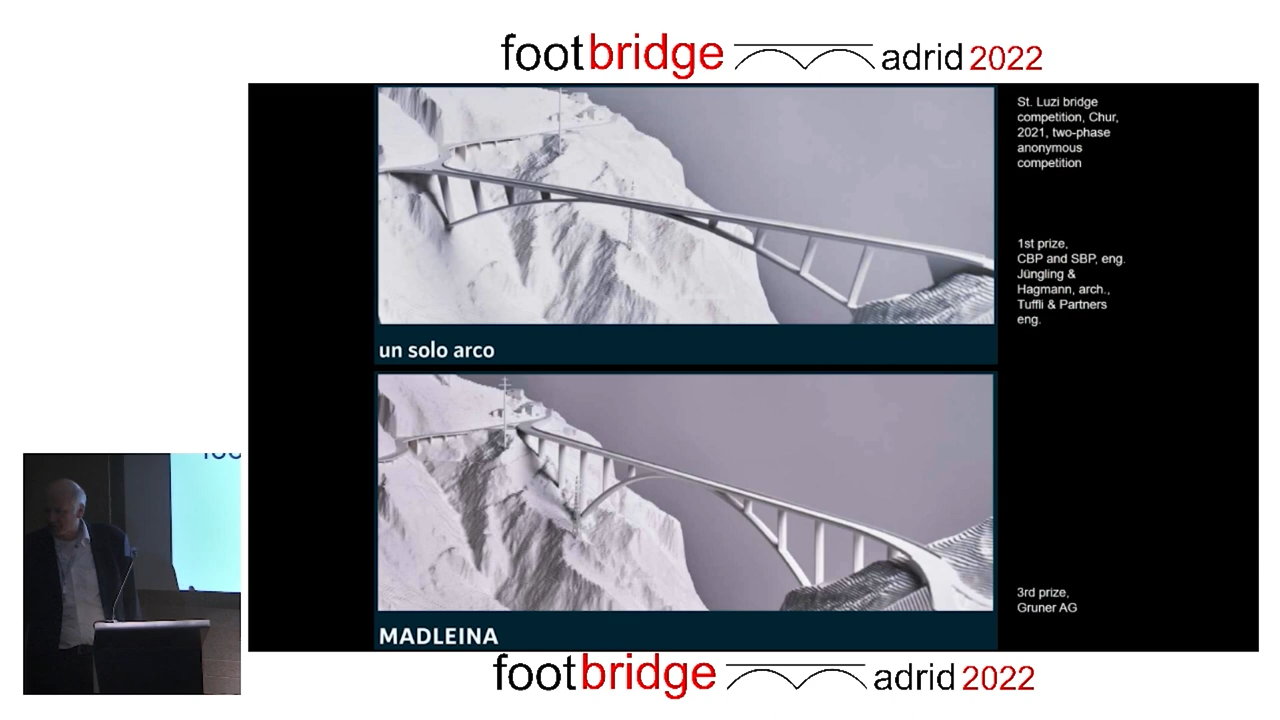 footbridge adrid 2022
St. Luzi bridge
competition, Chur,
2021, two-phase
anonymous
competition
1st prize,
CBP and SBP, eng.
Jüngling &
Hagmann, arch.,
Tuffli & Partners
eng.
un solo arco
3rd prize,
Gruner AG
MADLEINA
footbridge adrid 2022